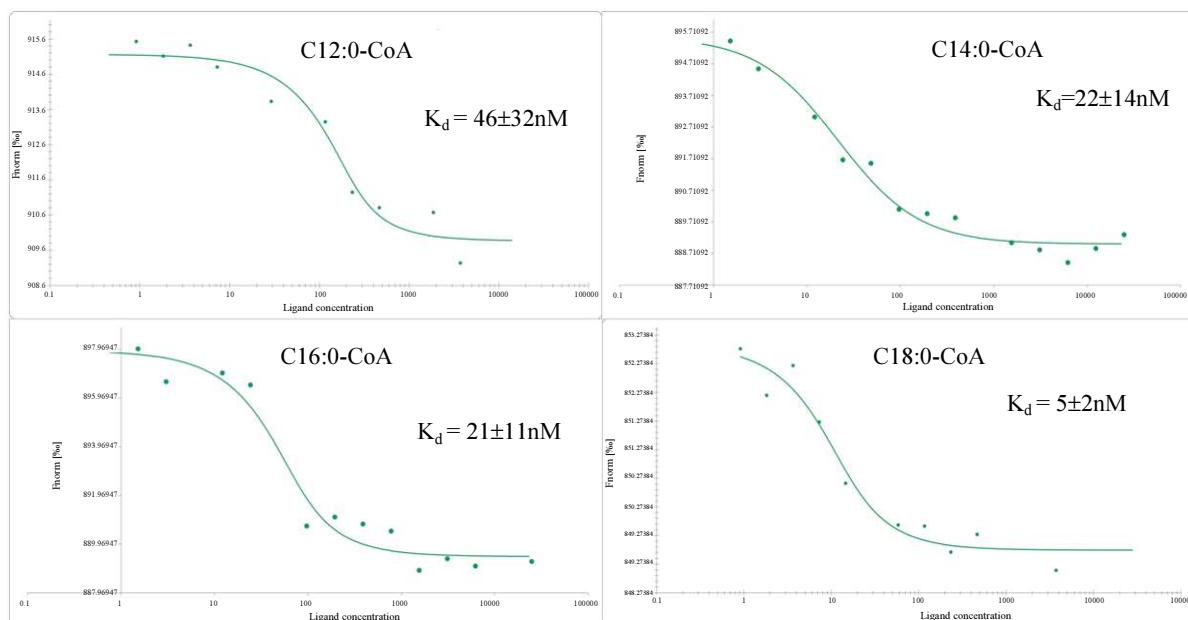 C12:0-CoA
K_d = 46±32nM
Fnorm [‰]
915.6
914.6
913.6
912.6
911.6
910.6
909.6
908.6
0.1 1 10 100 1000 10000 100000
Ligand concentration
C14:0-CoA
K_d=22±14nM
Fnorm [‰]
895.71092
894.71092
893.71092
892.71092
891.71092
890.71092
889.71092
888.71092
887.71092
0.1 1 10 100 1000 10000 100000
Ligand concentration
C16:0-CoA
K_d = 21±11nM
Fnorm [‰]
897.96947
895.96947
893.96947
891.96947
889.96947
887.96947
0.1 1 10 100 1000 10000 100000
Ligand concentration
C18:0-CoA
K_d = 5±2nM
Fnorm [‰]
853.27384
852.27384
852.27384
851.27384
851.27384
850.27384
850.27384
849.27384
849.27384
848.27384
0.1 1 10 100 1000 10000 100000
Ligand concentration